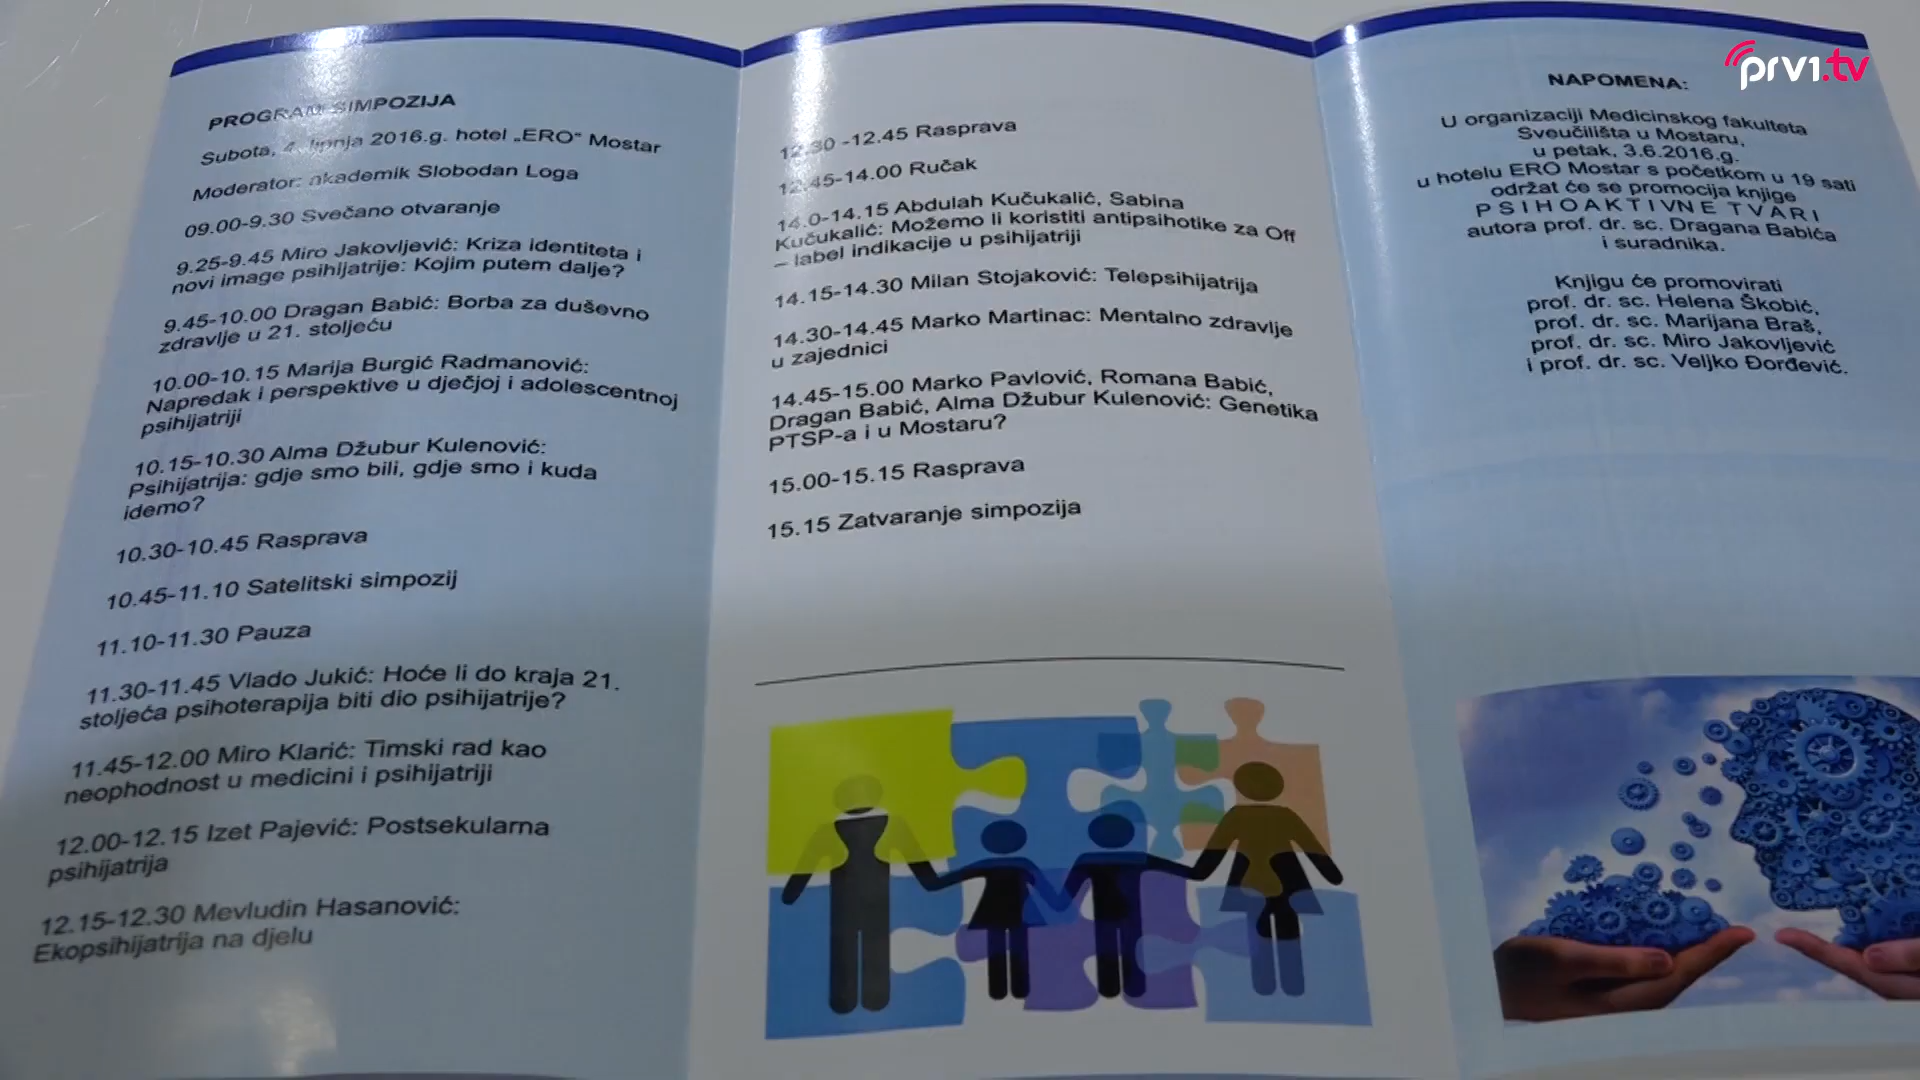 PROGRAM SIMPOZIJA
Subota, 4. lipnja 2016.g. hotel „ERO“ Mostar
Moderator: akademik Slobodan Loga
09.00-9.30 Svečano otvaranje
9.25-9.45 Miro Jakovljević: Kriza identiteta i
novi image psihijatrije: Kojim putem dalje?
9.45-10.00 Dragan Babić: Borba za duševno
zdravlje u 21. stoljeću
10.00-10.15 Marija Burgić Radmanović:
Napredak i perspektive u dječjoj i adolescentnoj
psihijatriji
10.15-10.30 Alma Džubur Kulenović:
Psihijatrija: gdje smo bili, gdje smo i kuda
idemo?
10.30-10.45 Rasprava
10.45-11.10 Satelitski simpozij
11.10-11.30 Pauza
11.30-11.45 Vlado Jukić: Hoće li do kraja 21.
stoljeća psihoterapija biti dio psihijatrije?
11.45-12.00 Miro Klarić: Timski rad kao
neophodnost u medicini i psihijatriji
12.00-12.15 Izet Pajević: Postsekularna
psihijatrija
12.15-12.30 Mevludin Hasanović:
Ekopsihijatrija na djelu
12.30 -12.45 Rasprava
12.45-14.00 Ručak
14.0-14.15 Abdulah Kučukalić, Sabina
Kučukalić: Možemo li koristiti antipsihotike za Off
– label indikacije u psihijatriji
14.15-14.30 Milan Stojaković: Telepsihijatrija
14.30-14.45 Marko Martinac: Mentalno zdravlje
u zajednici
14.45-15.00 Marko Pavlović, Romana Babić,
Dragan Babić, Alma Džubur Kulenović: Genetika
PTSP-a i u Mostaru?
15.00-15.15 Rasprava
15.15 Zatvaranje simpozija
prv1.tv
NAPOMENA:
U organizaciji Medicinskog fakulteta
Sveučilišta u Mostaru,
u petak, 3.6.2016.g.
u hotelu ERO Mostar s početkom u 19 sati
održat će se promocija knjige
P S I H O A K T I V N E T V A R I
autora prof. dr. sc. Dragana Babića
i suradnika.
Knjigu će promovirati
prof. dr. sc. Helena Škobić,
prof. dr. sc. Marijana Braš,
prof. dr. sc. Miro Jakovljević
i prof. dr. sc. Veljko Đorđević.